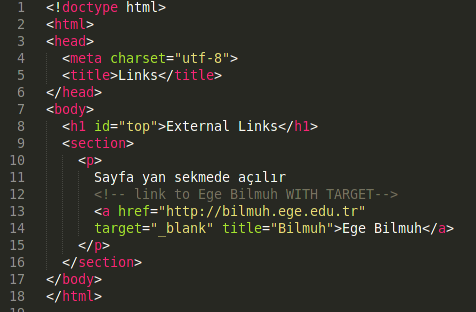 1 <!doctype html>
2 <html>
3 <head>
4 <meta charset="utf-8">
5 <title>Links</title>
6 </head>
7 <body>
8 <h1 id="top">External Links</h1>
9 <section>
10 <p>
11 Sayfa yan sekmede açılır
12 <!-- link to Ege Bilmuh WITH TARGET-->
13 <a href="http://bilmuh.ege.edu.tr"
14 target="_blank" title="Bilmuh">Ege Bilmuh</a>
15 </p>
16 </section>
17 </body>
18 </html>